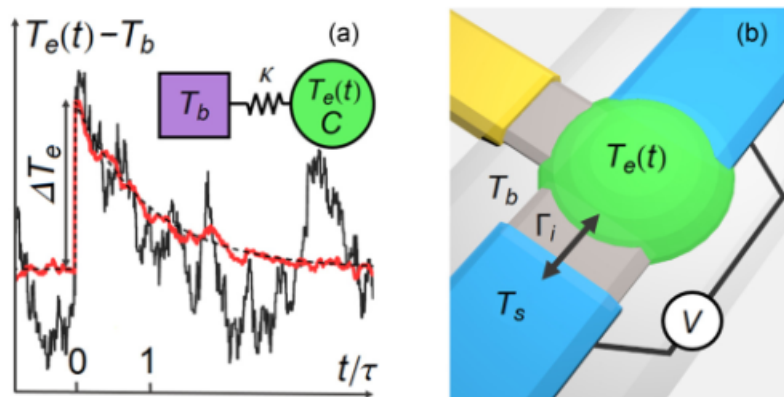 T_e(t) − T_b
(a)
κ
T_b
T_e(t)
C
ΔT_e
0
1
t/τ
(b)
T_e(t)
T_b
Γ_i
T_s
V